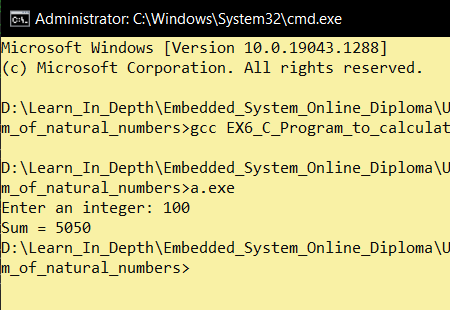 Administrator: C:\Windows\System32\cmd.exe
Microsoft Windows [Version 10.0.19043.1288]
(c) Microsoft Corporation. All rights reserved.
D:\Learn_In_Depth\Embedded_System_Online_Diploma\U
m_of_natural_numbers>gcc EX6_C_Program_to_calculat
D:\Learn_In_Depth\Embedded_System_Online_Diploma\U
m_of_natural_numbers>a.exe
Enter an integer: 100
Sum = 5050
D:\Learn_In_Depth\Embedded_System_Online_Diploma\U
m_of_natural_numbers>